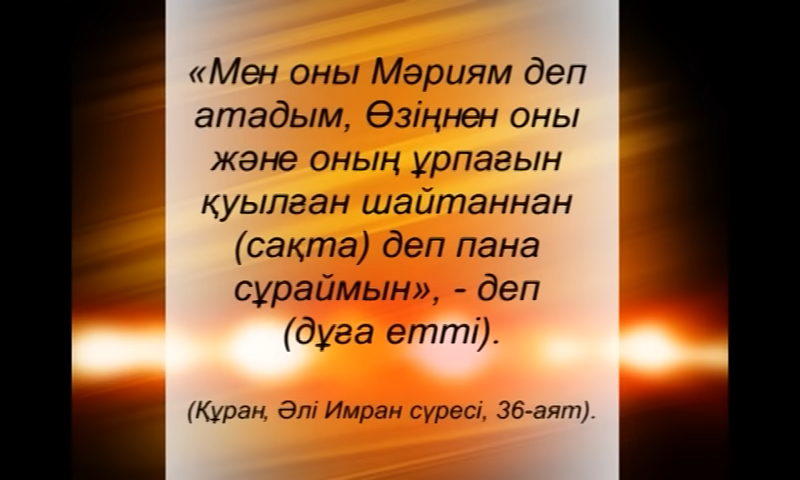 «Мен оны Мәриям деп
атадым, Өзіңнен оны
және оның ұрпағын
қуылған шайтаннан
(сақта) деп пана
сұраймын», - деп
(дұға етті).
(Құран, Әлі Имран сүресі, 36-аят).